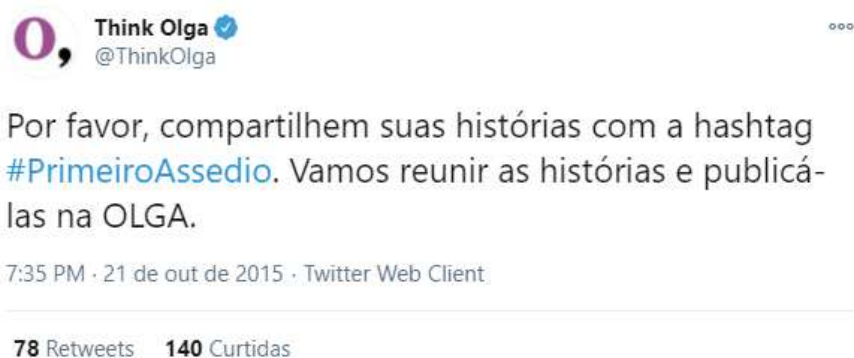 Think Olga
@ThinkOlga
Por favor, compartilhem suas histórias com a hashtag
#PrimeiroAssedio. Vamos reunir as histórias e publicá-
las na OLGA.
7:35 PM · 21 de out de 2015 · Twitter Web Client
78 Retweets 140 Curtidas